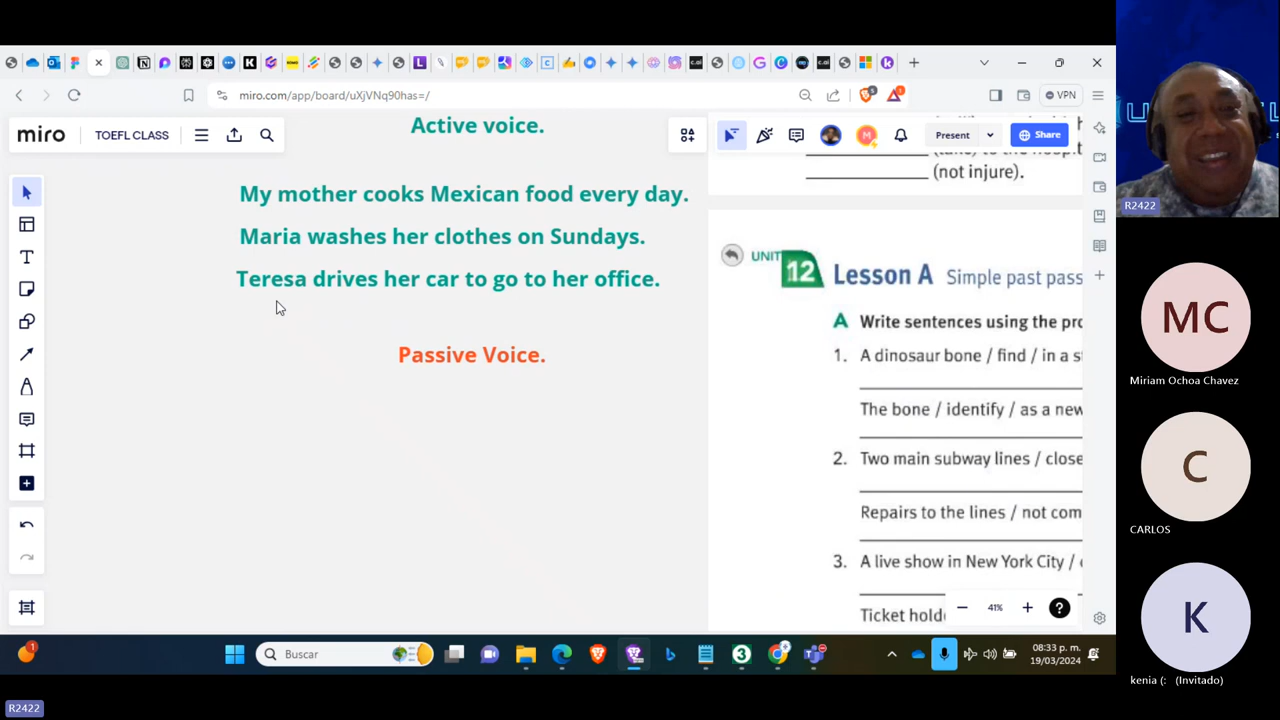 miro.com/app/board/uXjVNq90has=/
VPN
miro
TOEFL CLASS
Present
Share
Active voice.
My mother cooks Mexican food every day.
Maria washes her clothes on Sundays.
Teresa drives her car to go to her office.
Passive Voice.
(not injure).
UNIT 12 Lesson A Simple past pass
A Write sentences using the pro
1. A dinosaur bone / find / in a s
The bone / identify / as a new
2. Two main subway lines / close
Repairs to the lines / not com
3. A live show in New York City /
Ticket hold
41%
Buscar
08:33 p. m.
19/03/2024
R2422
MC
Miriam Ochoa Chavez
C
CARLOS
K
kenia (: (Invitado)
R2422